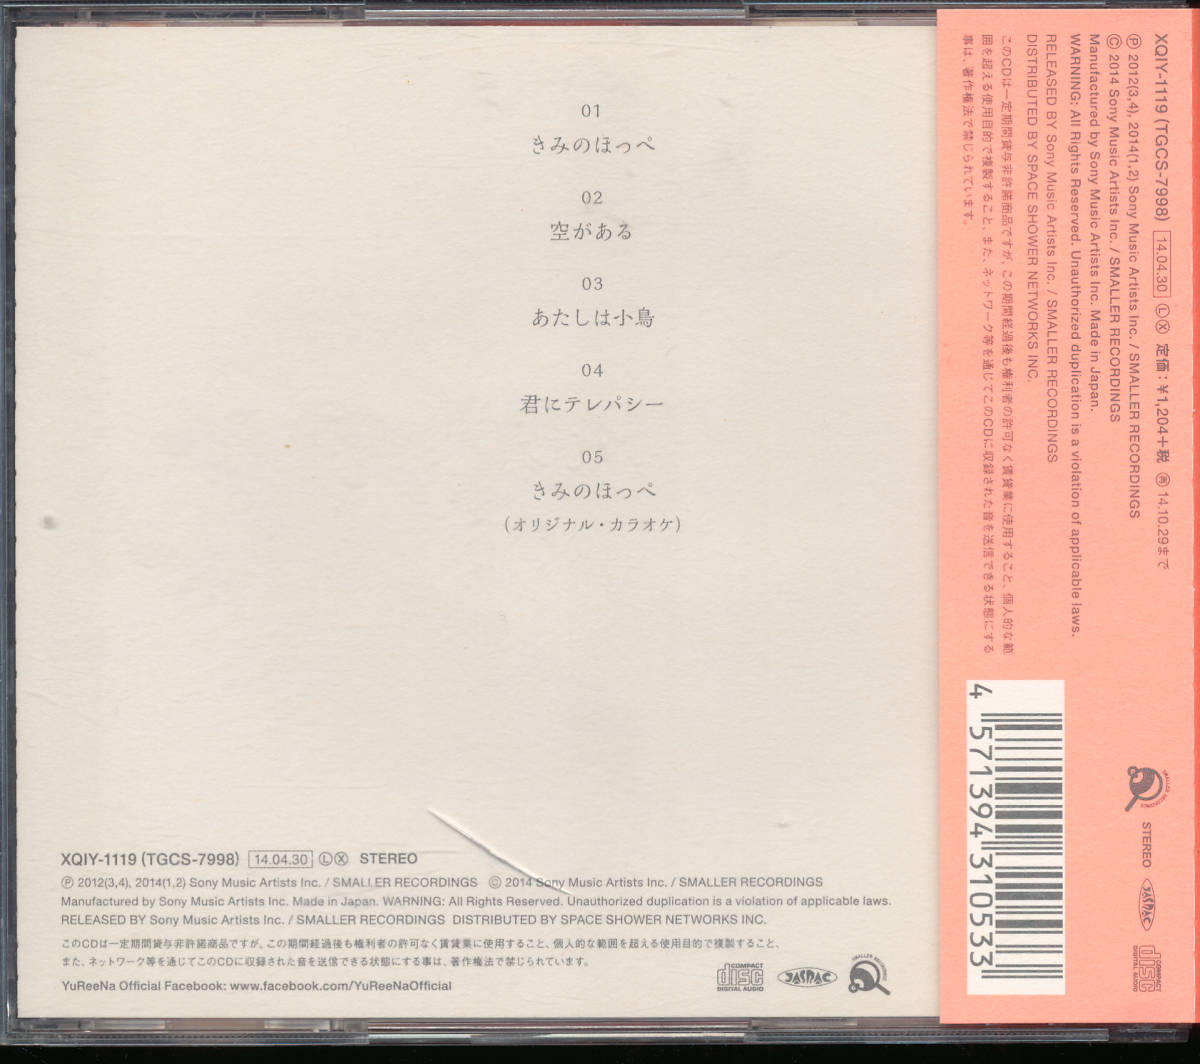 01
きみのほっぺ
02
空がある
03
あたしは小鳥
04
君にテレパシー
05
きみのほっぺ
(オリジナル・カラオケ)
XQIY-1119 (TGCS-7998) 14.04.30 Ⓛ Ⓧ STEREO
Ⓟ 2012(3,4), 2014(1,2) Sony Music Artists Inc. / SMALLER RECORDINGS © 2014 Sony Music Artists Inc. / SMALLER RECORDINGS
Manufactured by Sony Music Artists Inc. Made in Japan. WARNING: All Rights Reserved. Unauthorized duplication is a violation of applicable laws.
RELEASED BY Sony Music Artists Inc. / SMALLER RECORDINGS DISTRIBUTED BY SPACE SHOWER NETWORKS INC.
このCDは一定期間貸与非許諾商品ですが、この期間経過後も権利者の許可なく賃貸業に使用すること、個人的な範囲を超える使用目的で複製すること、
また、ネットワーク等を通じてこのCDに収録された音を送信できる状態にする事は、著作権法で禁じられています。
YuReeNa Official Facebook: www.facebook.com/YuReeNaOfficial
COMPACT
disc
DIGITAL AUDIO
JASRAC
SMALLER RECORDINGS
XQIY-1119 (TGCS-7998) 14.04.30 Ⓛ Ⓧ 定価:¥1,204+税 ㊢ 14.10.29まで
Ⓟ 2012(3,4), 2014(1,2) Sony Music Artists Inc. / SMALLER RECORDINGS
© 2014 Sony Music Artists Inc. / SMALLER RECORDINGS
Manufactured by Sony Music Artists Inc. Made in Japan.
WARNING: All Rights Reserved. Unauthorized duplication is a violation of applicable laws.
RELEASED BY Sony Music Artists Inc. / SMALLER RECORDINGS
DISTRIBUTED BY SPACE SHOWER NETWORKS INC.
このCDは一定期間貸与非許諾商品ですが、この期間経過後も権利者の許可なく賃貸業に使用すること、個人的な範
囲を超える使用目的で複製すること、また、ネットワーク等を通じてこのCDに収録された音を送信できる状態にする
事は、著作権法で禁じられています。
SMALLER RECORDINGS
STEREO
JASRAC
COMPACT
disc
DIGITAL AUDIO
4 571394 310533